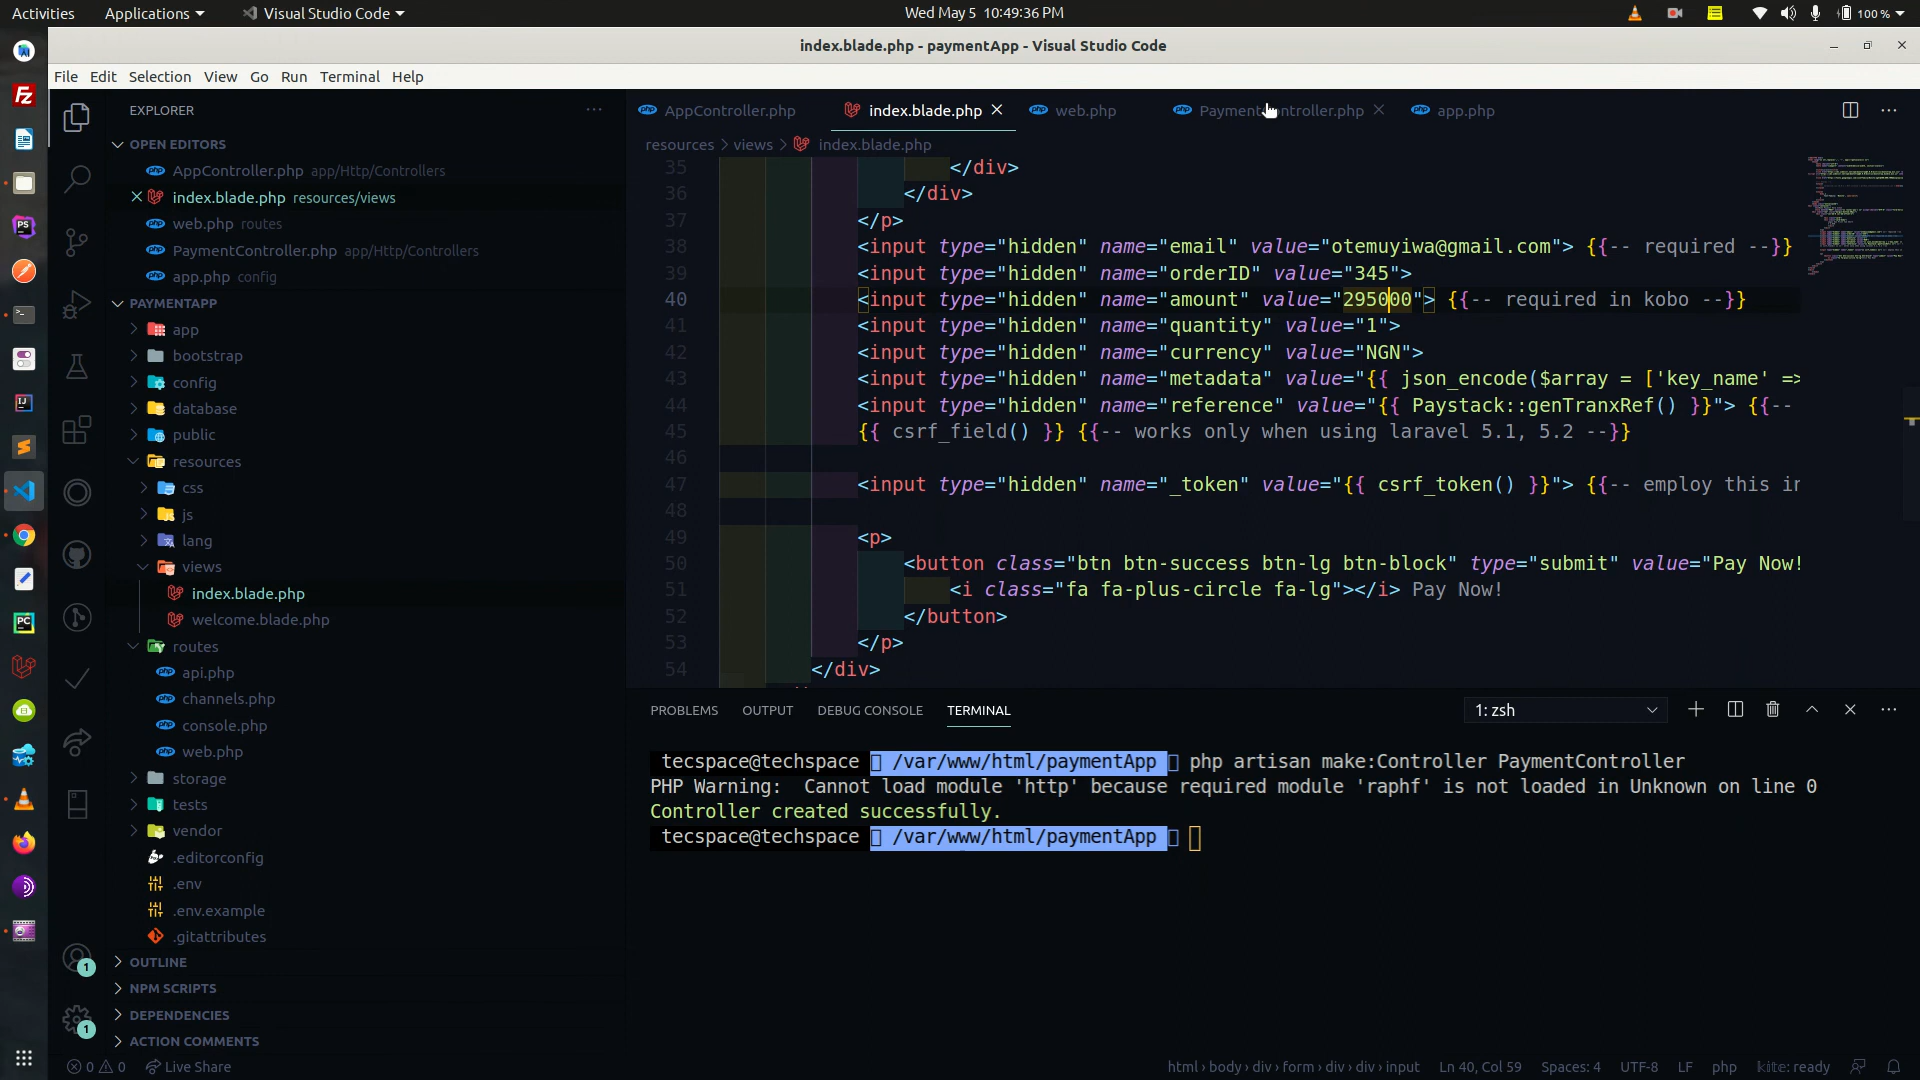 Activities Applications Visual Studio Code Wed May 5 10:49:36 PM 100 %
index.blade.php - paymentApp - Visual Studio Code
File Edit Selection View Go Run Terminal Help
EXPLORER
OPEN EDITORS
AppController.php app/Http/Controllers
index.blade.php resources/views
web.php routes
PaymentController.php app/Http/Controllers
app.php config
PAYMENTAPP
app
bootstrap
config
database
public
resources
css
js
lang
views
index.blade.php
welcome.blade.php
routes
api.php
channels.php
console.php
web.php
storage
tests
vendor
.editorconfig
.env
.env.example
.gitattributes
OUTLINE
NPM SCRIPTS
DEPENDENCIES
ACTION COMMENTS
AppController.php index.blade.php web.php PaymentController.php app.php
resources > views > index.blade.php
35 </div>
36 </div>
37 </p>
38 <input type="hidden" name="email" value="otemuyiwa@gmail.com"> {{-- required --}}
39 <input type="hidden" name="orderID" value="345">
40 <input type="hidden" name="amount" value="295000"> {{-- required in kobo --}}
41 <input type="hidden" name="quantity" value="1">
42 <input type="hidden" name="currency" value="NGN">
43 <input type="hidden" name="metadata" value="{{ json_encode($array = ['key_name' =>
44 <input type="hidden" name="reference" value="{{ Paystack::genTranxRef() }}"> {{--
45 {{ csrf_field() }} {{-- works only when using laravel 5.1, 5.2 --}}
46
47 <input type="hidden" name="_token" value="{{ csrf_token() }}"> {{-- employ this in
48
49 <p>
50 <button class="btn btn-success btn-lg btn-block" type="submit" value="Pay Now!
51 <i class="fa fa-plus-circle fa-lg"></i> Pay Now!
52 </button>
53 </p>
54 </div>
PROBLEMS OUTPUT DEBUG CONSOLE TERMINAL 1: zsh
tecspace@techspace /var/www/html/paymentApp php artisan make:Controller PaymentController
PHP Warning:  Cannot load module 'http' because required module 'raphf' is not loaded in Unknown on line 0
Controller created successfully.
tecspace@techspace /var/www/html/paymentApp
1
1
0 0 Live Share html › body › div › form › div › div › input Ln 40, Col 59 Spaces: 4 UTF-8 LF php kite: ready